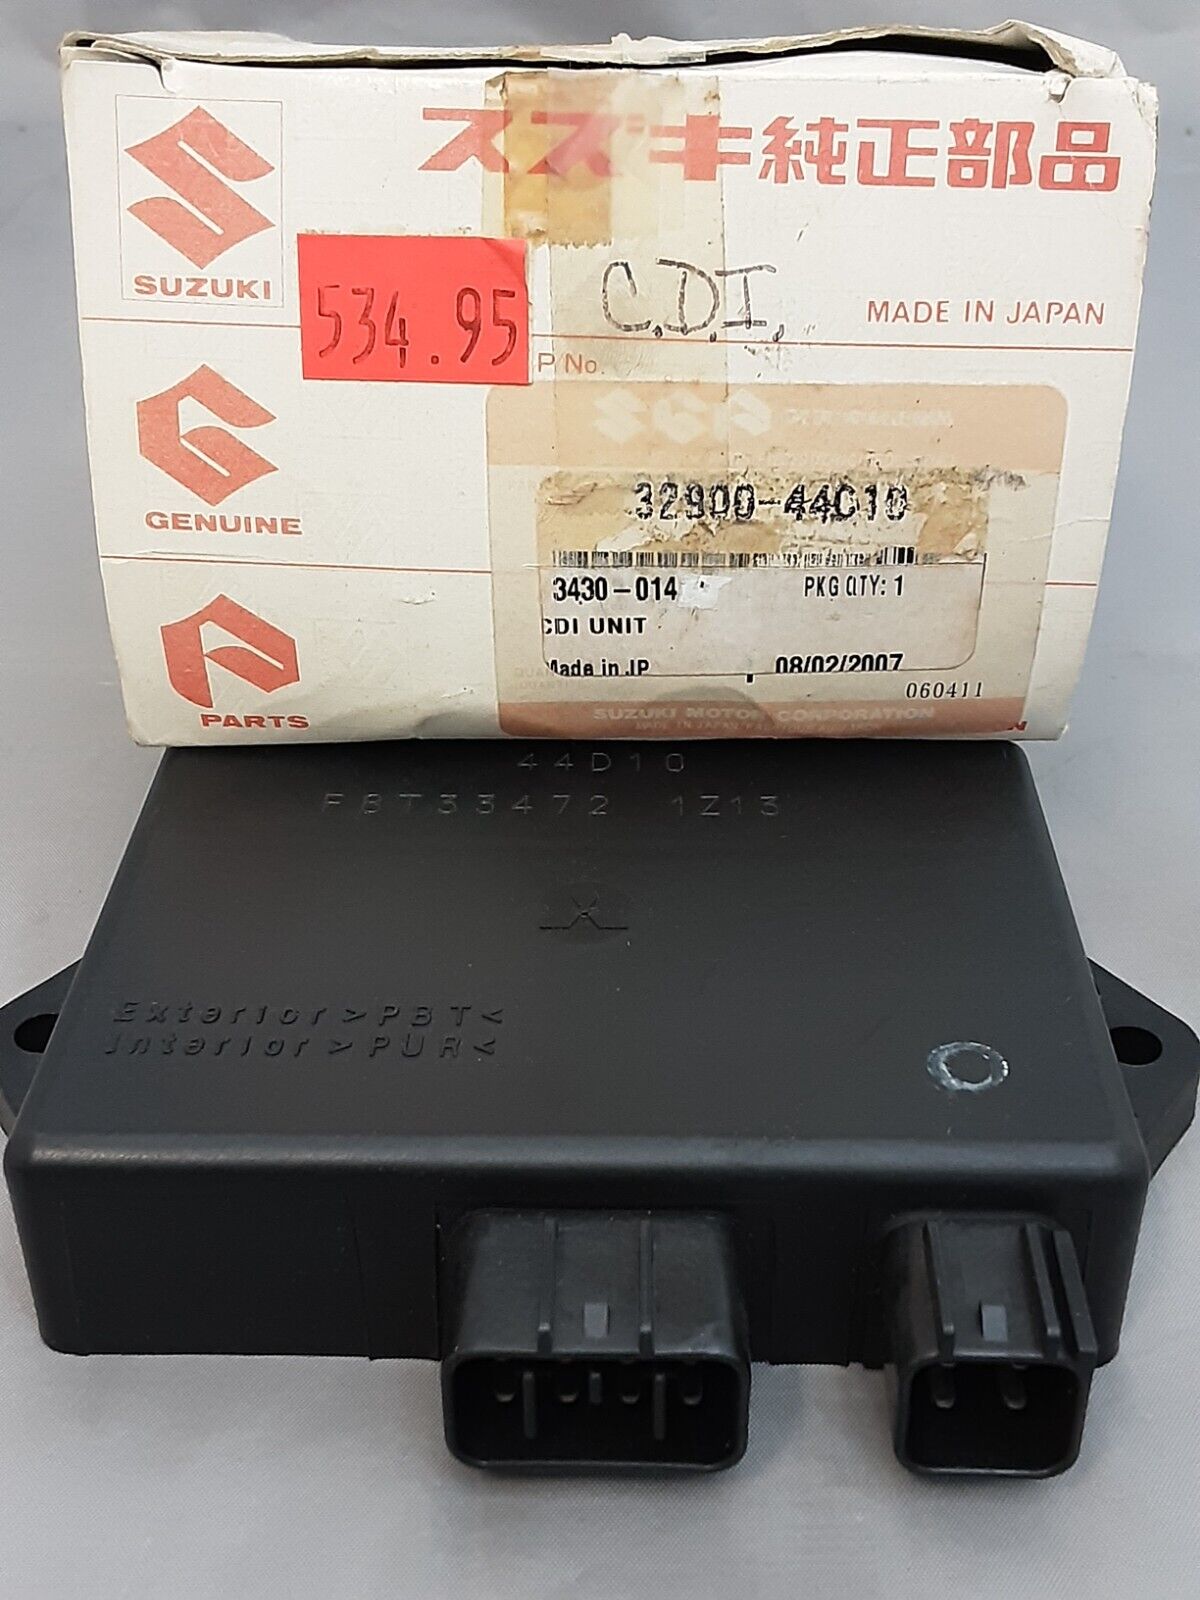 スズキ純正部品
SUZUKI
534.95
C.D.I.
MADE IN JAPAN
P No.
GENUINE
32900-44C10
3430-014
PKG QTY: 1
CDI UNIT
Made in JP
08/02/2007
060411
PARTS
SUZUKI MOTOR CORPORATION
44D10
F8T33472 1Z13
Exterior>PBT<
Interior>PUR<